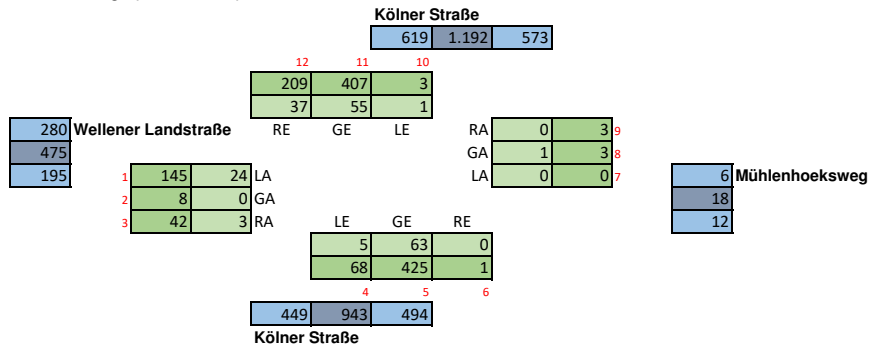 Kölner Straße
619 1.192 573
12 11 10
209 407 3
37 55 1
280 Wellener Landstraße RE GE LE RA 0 3 9
475 GA 1 3 8
195 1 145 24 LA LA 0 0 7 6 Mühlenhoeksweg
2 8 0 GA 18
3 42 3 RA LE GE RE 12
5 63 0
68 425 1
4 5 6
449 943 494
Kölner Straße